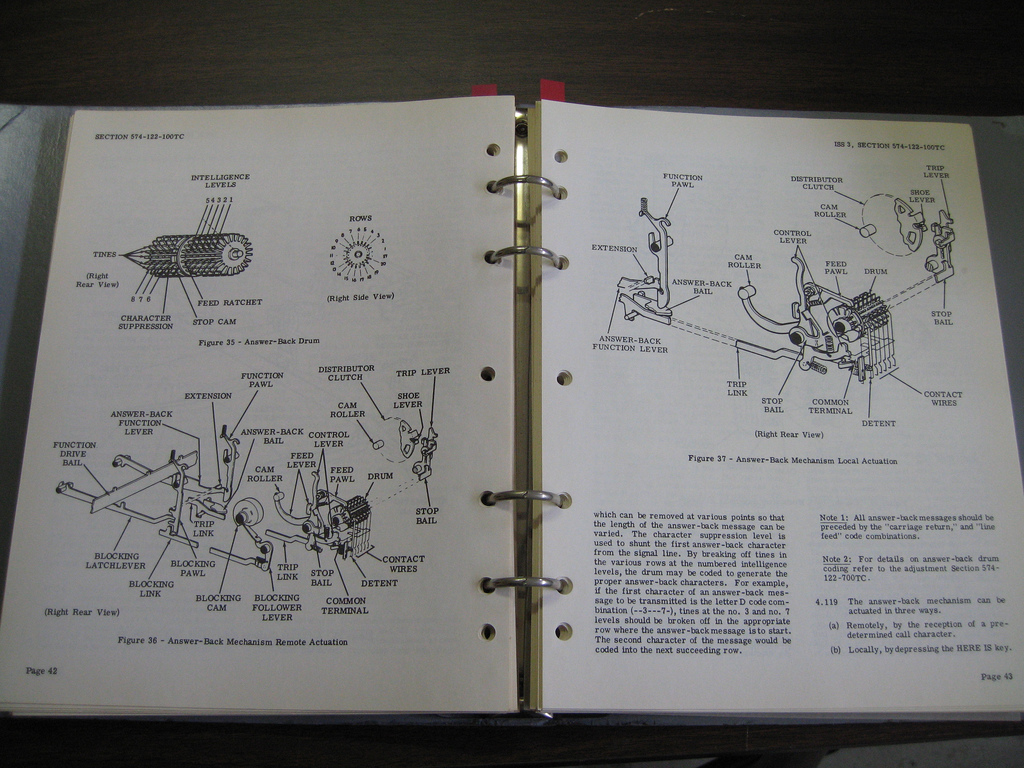 SECTION 574-122-100TC
INTELLIGENCE
LEVELS
5 4 3 2 1
TINES
(Right
Rear View)
8 7 6
CHARACTER
SUPPRESSION
STOP CAM
FEED RATCHET
ROWS
(Right Side View)
Figure 35 - Answer-Back Drum
FUNCTION
PAWL
EXTENSION
ANSWER-BACK
FUNCTION
LEVER
FUNCTION
DRIVE
BAIL
ANSWER-BACK
BAIL
CAM
ROLLER
FEED
LEVER
CONTROL
LEVER
FEED
PAWL
DRUM
DISTRIBUTOR
CLUTCH
CAM
ROLLER
TRIP LEVER
SHOE
LEVER
STOP
BAIL
BLOCKING
LATCHLEVER
BLOCKING
LINK
TRIP
LINK
BLOCKING
PAWL
BLOCKING
CAM
BLOCKING
FOLLOWER
LEVER
TRIP
LINK
STOP
BAIL
COMMON
TERMINAL
DETENT
CONTACT
WIRES
(Right Rear View)
Figure 36 - Answer-Back Mechanism Remote Actuation
Page 42
ISS 3, SECTION 574-122-100TC
FUNCTION
PAWL
EXTENSION
ANSWER-BACK
BAIL
ANSWER-BACK
FUNCTION LEVER
CAM
ROLLER
CONTROL
LEVER
FEED
PAWL
DRUM
DISTRIBUTOR
CLUTCH
CAM
ROLLER
SHOE
LEVER
TRIP
LEVER
STOP
BAIL
TRIP
LINK
STOP
BAIL
COMMON
TERMINAL
DETENT
CONTACT
WIRES
(Right Rear View)
Figure 37 - Answer-Back Mechanism Local Actuation
which can be removed at various points so that
the length of the answer-back message can be
varied. The character suppression level is
used to shunt the first answer-back character
from the signal line. By breaking off tines in
the various rows at the numbered intelligence
levels, the drum may be coded to generate the
proper answer-back characters. For example,
if the first character of an answer-back mes-
sage to be transmitted is the letter D code com-
bination (--3---7-), tines at the no. 3 and no. 7
levels should be broken off in the appropriate
row where the answer-back message is to start.
The second character of the message would be
coded into the next succeeding row.
Note 1: All answer-back messages should be
preceded by the "carriage return," and "line
feed" code combinations.
Note 2: For details on answer-back drum
coding refer to the adjustment Section 574-
122-700TC.
4.119 The answer-back mechanism can be
actuated in three ways.
(a) Remotely, by the reception of a pre-
determined call character.
(b) Locally, by depressing the HERE IS key.
Page 43